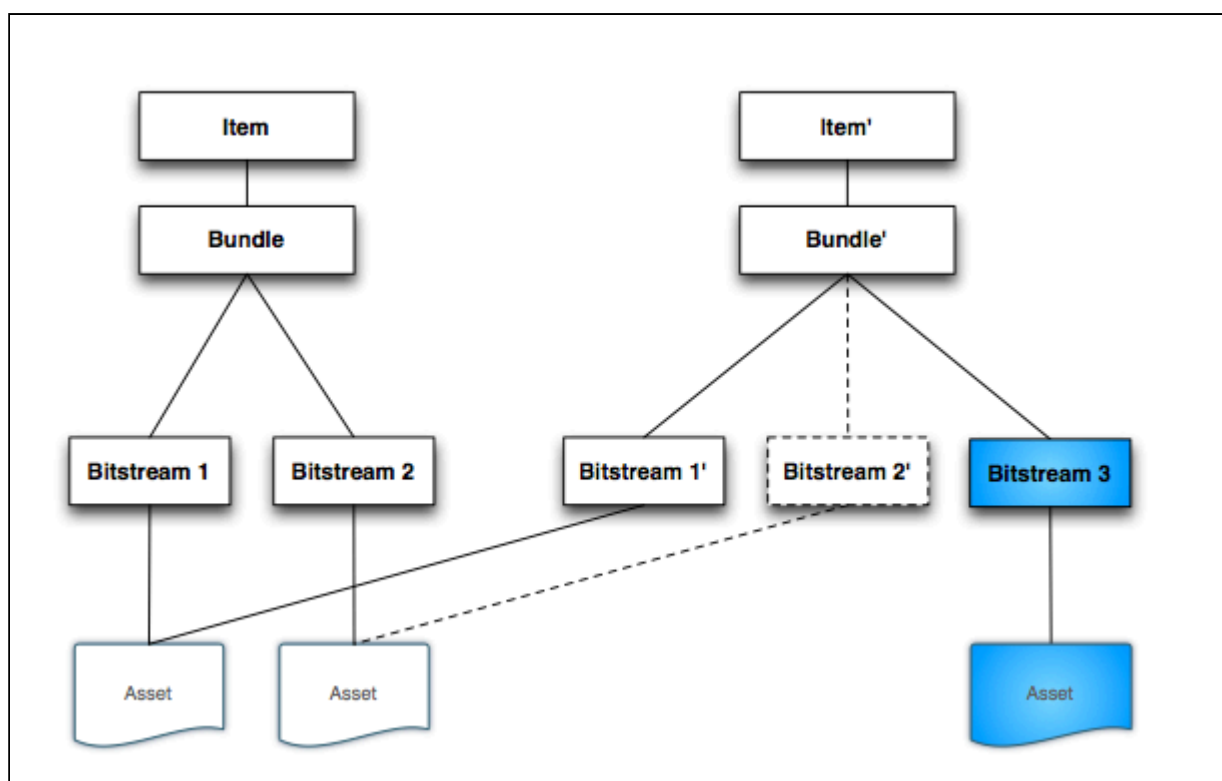 Item
Item'
Bundle
Bundle'
Bitstream 1
Bitstream 2
Bitstream 1'
Bitstream 2'
Bitstream 3
Asset
Asset
Asset